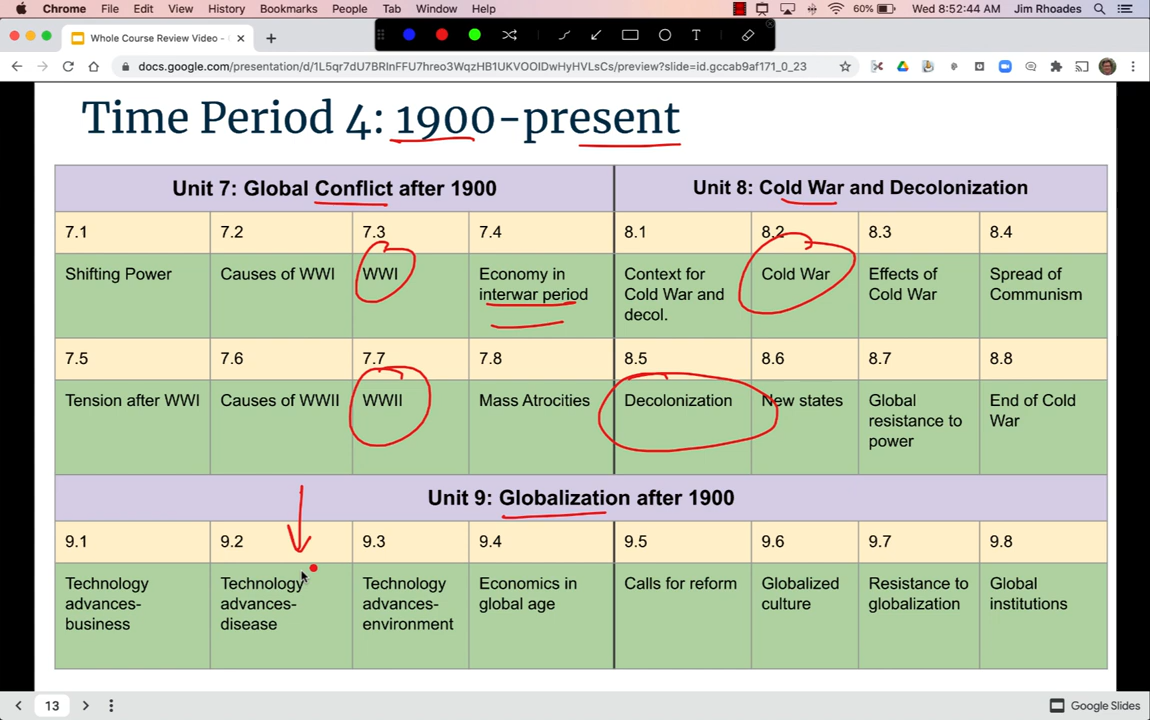 Chrome File Edit View History Bookmarks People Tab Window Help 60% Wed 8:52:44 AM Jim Rhoades
Whole Course Review Video -
docs.google.com/presentation/d/1L5qr7dU7BRInFFU7hreo3WqzHB1UKVOOIDwHyHVLsCs/preview?slide=id.gccab9af171_0_23
Time Period 4: 1900-present
Unit 7: Global Conflict after 1900
Unit 8: Cold War and Decolonization
7.1 7.2 7.3 7.4 8.1 8.2 8.3 8.4
Shifting Power Causes of WWI WWI Economy in Context for Cold War Effects of Spread of
interwar period Cold War and Cold War Communism
decol.
7.5 7.6 7.7 7.8 8.5 8.6 8.7 8.8
Tension after WWI Causes of WWII WWII Mass Atrocities Decolonization New states Global End of Cold
resistance to War
power
Unit 9: Globalization after 1900
9.1 9.2 9.3 9.4 9.5 9.6 9.7 9.8
Technology Technology Technology Economics in Calls for reform Globalized Resistance to Global
advances- advances- advances- global age culture globalization institutions
business disease environment
13
Google Slides